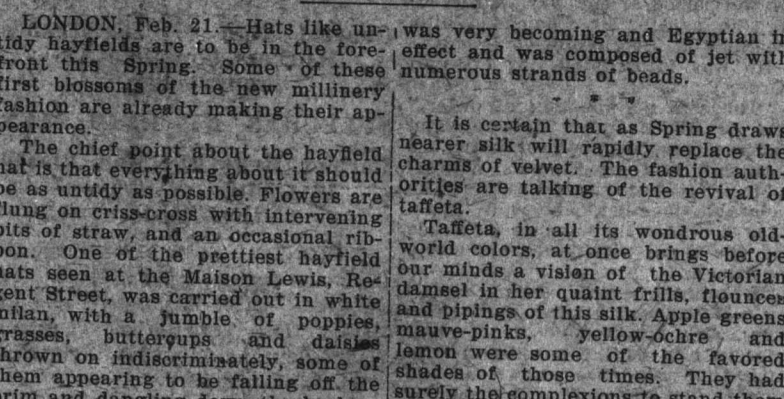 LONDON, Feb. 21.—Hats like un-
tidy hayfields are to be in the fore-
front this Spring. Some of these
first blossoms of the new millinery
fashion are already making their ap-
pearance.
The chief point about the hayfield
hat is that everything about it should
be as untidy as possible. Flowers are
flung on criss-cross with intervening
bits of straw, and an occasional rib-
bon. One of the prettiest hayfield
hats seen at the Maison Lewis, Re-
gent Street, was carried out in white
milan, with a jumble of poppies,
grasses, buttercups and daisies
thrown on indiscriminately, some of
them appearing to be falling off the
brim and dangling
was very becoming and Egyptian in
effect and was composed of jet with
numerous strands of beads.
* * *
It is certain that as Spring draws
nearer silk will rapidly replace the
charms of velvet. The fashion auth-
orities are talking of the revival of
taffeta.
Taffeta, in all its wondrous old-
world colors, at once brings before
our minds a vision of the Victorian
damsel in her quaint frills, flounces
and pipings of this silk. Apple greens
mauve-pinks, yellow-ochre and
lemon were some of the favored
shades of those times. They had
surely the complexions to stand